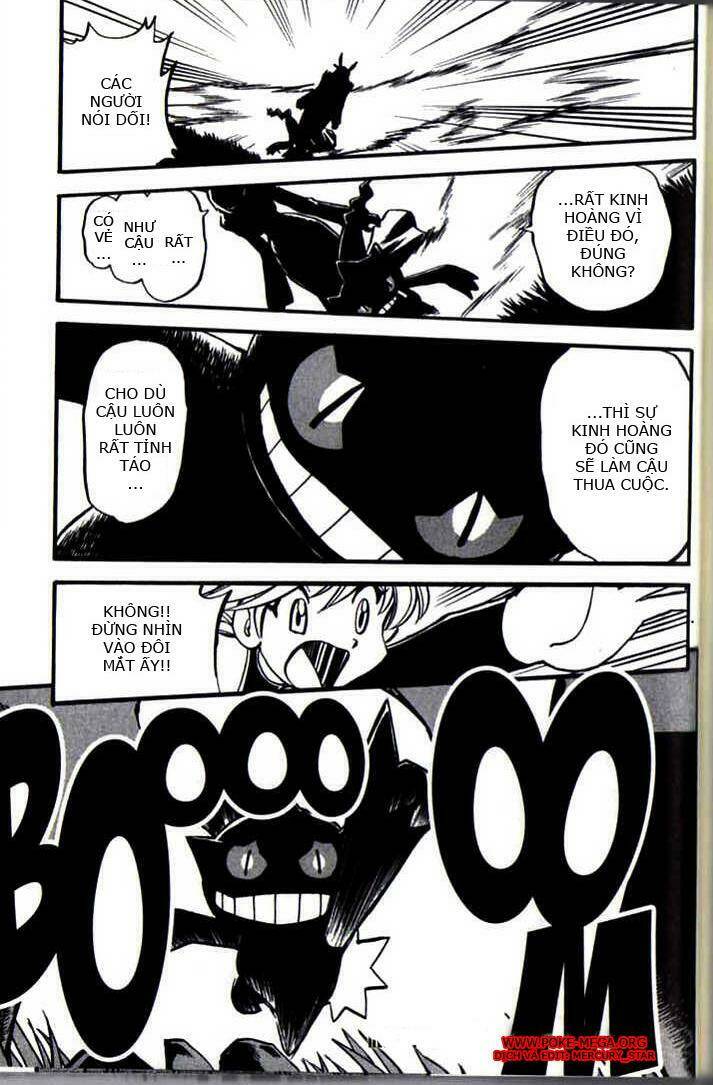 CÁC
NGƯỜI
NÓI DỐI!
...RẤT KINH
HOÀNG VÌ
ĐIỀU ĐÓ,
ĐÚNG
KHÔNG?
CÓ
VẺ
...
NHƯ
CẬU
...
RẤT
...
CHO DÙ
CẬU LUÔN
LUÔN
RẤT TỈNH
TÁO
...
...THÌ SỰ
KINH HOÀNG
ĐÓ CŨNG
SẼ LÀM CẬU
THUA CUỘC.
KHÔNG!!
ĐỪNG NHÌN
VÀO ĐÔI
MẮT ẤY!!
BOOOOOOM
WWW.POKE-MEGA.ORG
DỊCH VÀ EDIT: MERCURY_STAR